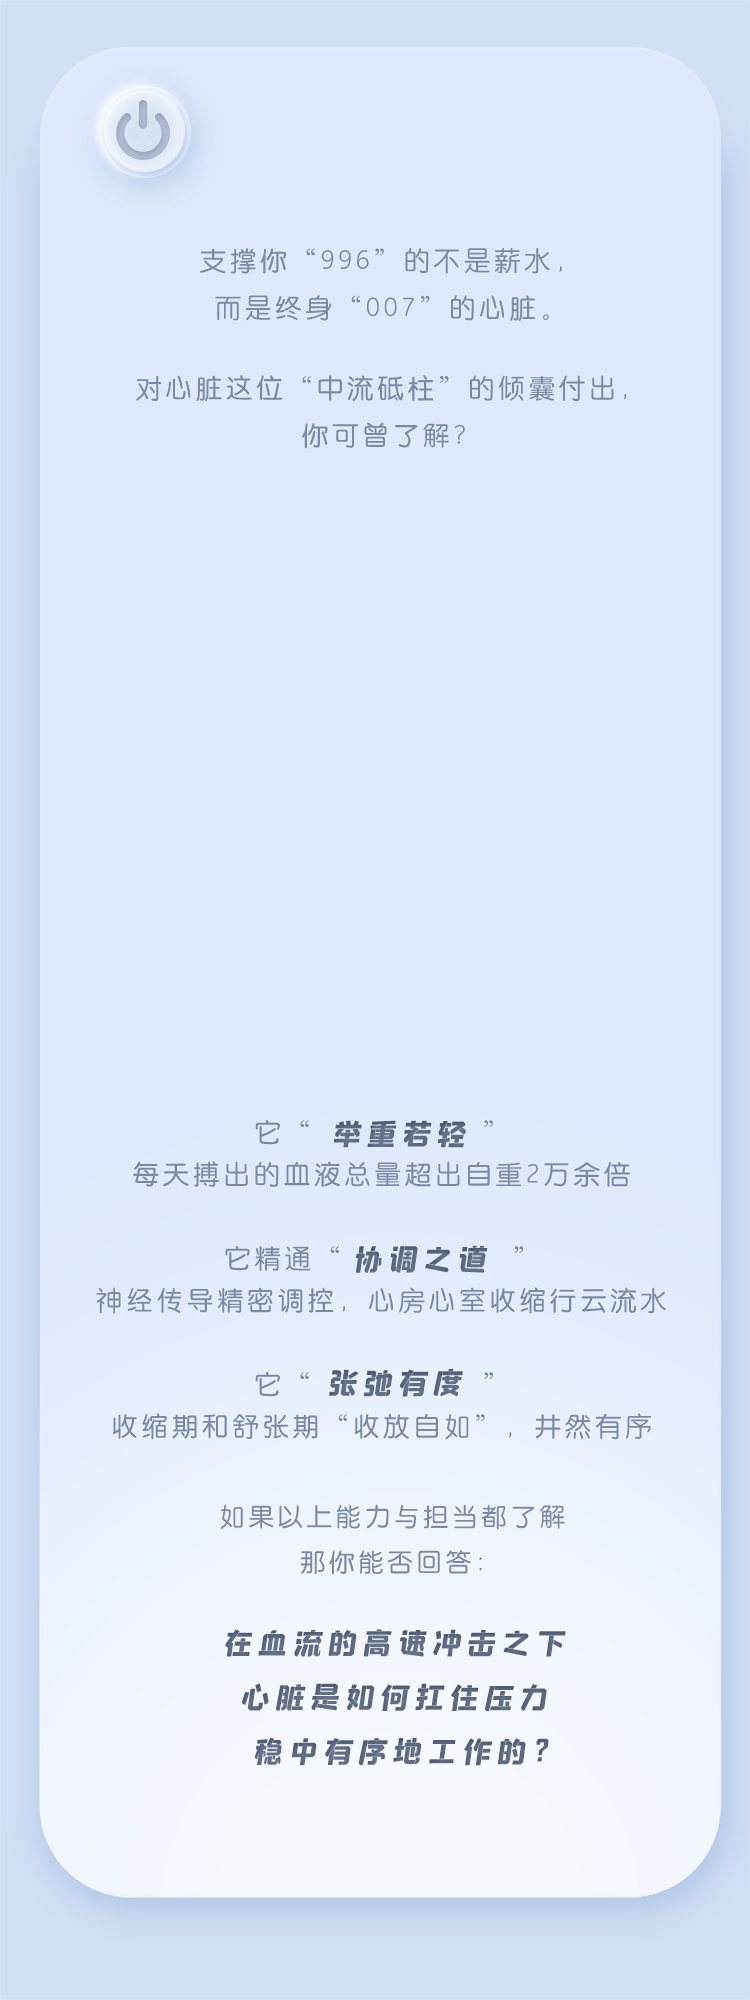 支撑你“996”的不是薪水，
而是终身“007”的心脏。
对心脏这位“中流砥柱”的倾囊付出，
你可曾了解？
它“举重若轻”
每天搏出的血液总量超出自重2万余倍
它精通“协调之道”
神经传导精密调控，心房心室收缩行云流水
它“张弛有度”
收缩期和舒张期“收放自如”，井然有序
如果以上能力与担当都了解
那你能否回答：
在血流的高速冲击之下
心脏是如何扛住压力
稳中有序地工作的？